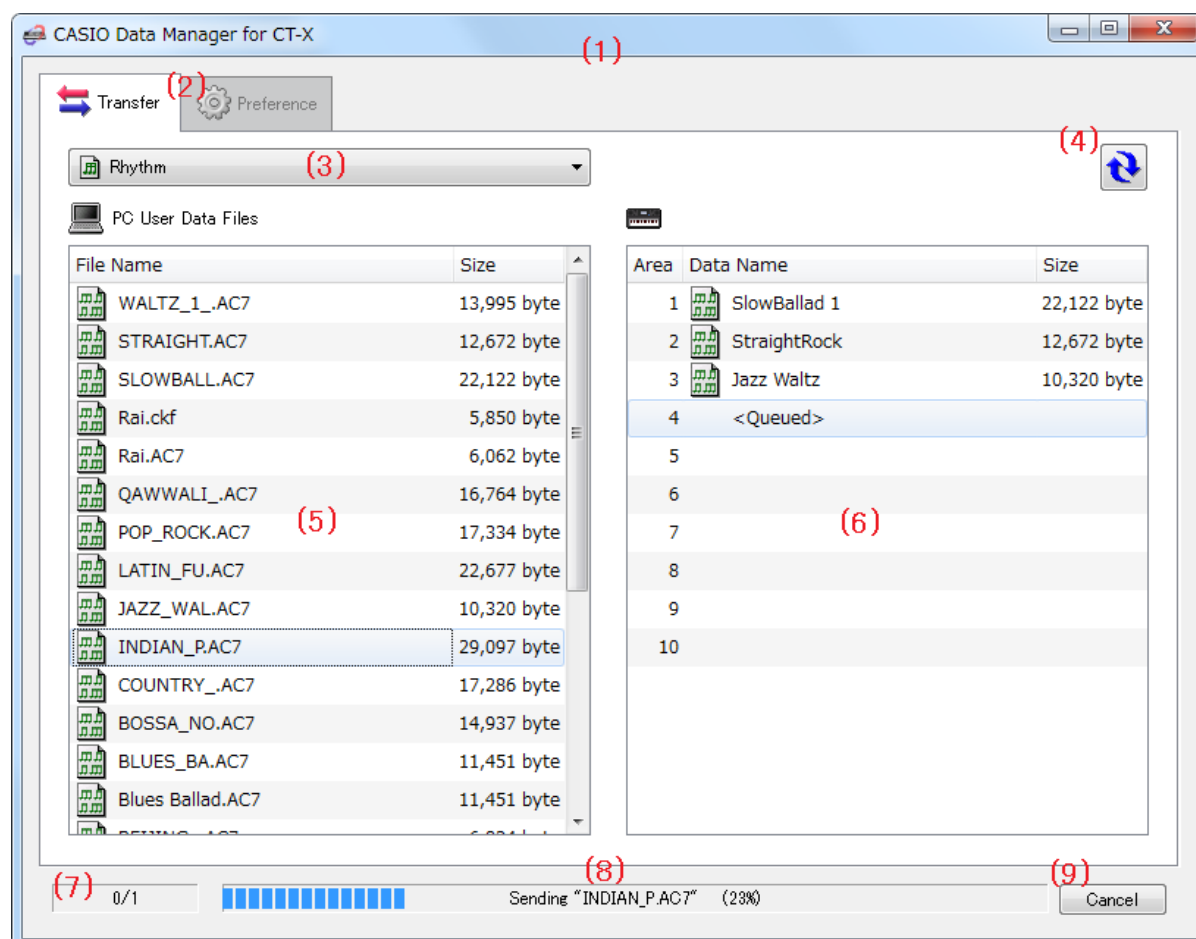 CASIO Data Manager for CT-X
(1)
Transfer (2) Preference
(3) Rhythm
(4)
PC User Data Files
File Name Size
WALTZ_1_.AC7 13,995 byte
STRAIGHT.AC7 12,672 byte
SLOWBALL.AC7 22,122 byte
Rai.ckf 5,850 byte
Rai.AC7 6,062 byte
QAWWALI_.AC7 16,764 byte
(5)
POP_ROCK.AC7 17,334 byte
LATIN_FU.AC7 22,677 byte
JAZZ_WAL.AC7 10,320 byte
INDIAN_P.AC7 29,097 byte
COUNTRY_.AC7 17,286 byte
BOSSA_NO.AC7 14,937 byte
BLUES_BA.AC7 11,451 byte
Blues Ballad.AC7 11,451 byte
Area Data Name Size
1 SlowBallad 1 22,122 byte
2 StraightRock 12,672 byte
3 Jazz Waltz 10,320 byte
4 <Queued>
5
6
(6)
7
8
9
10
(7) 0/1
(8)
Sending "INDIAN_P.AC7" (23%)
(9)
Cancel